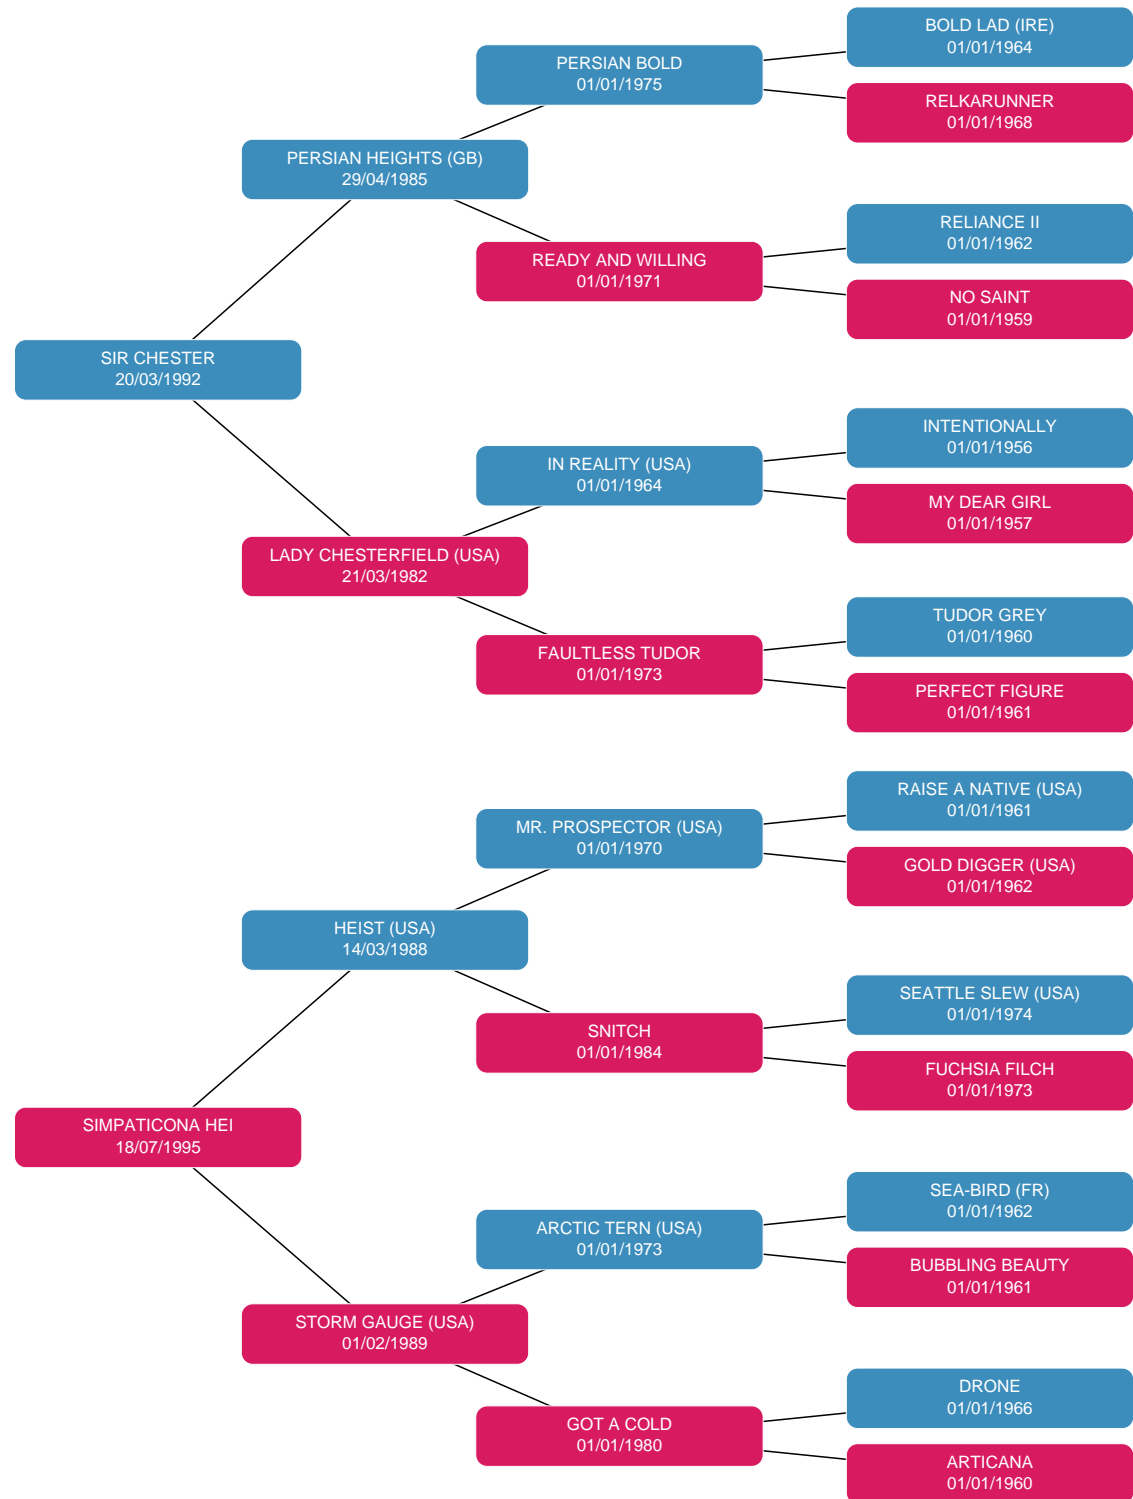 BOLD LAD (IRE)
01/01/1964
PERSIAN BOLD
01/01/1975
RELKARUNNER
01/01/1968
PERSIAN HEIGHTS (GB)
29/04/1985
RELIANCE II
01/01/1962
READY AND WILLING
01/01/1971
NO SAINT
01/01/1959
SIR CHESTER
20/03/1992
INTENTIONALLY
01/01/1956
IN REALITY (USA)
01/01/1964
MY DEAR GIRL
01/01/1957
LADY CHESTERFIELD (USA)
21/03/1982
TUDOR GREY
01/01/1960
FAULTLESS TUDOR
01/01/1973
PERFECT FIGURE
01/01/1961
RAISE A NATIVE (USA)
01/01/1961
MR. PROSPECTOR (USA)
01/01/1970
GOLD DIGGER (USA)
01/01/1962
HEIST (USA)
14/03/1988
SEATTLE SLEW (USA)
01/01/1974
SNITCH
01/01/1984
FUCHSIA FILCH
01/01/1973
SIMPATICONA HEI
18/07/1995
SEA-BIRD (FR)
01/01/1962
ARCTIC TERN (USA)
01/01/1973
BUBBLING BEAUTY
01/01/1961
STORM GAUGE (USA)
01/02/1989
DRONE
01/01/1966
GOT A COLD
01/01/1980
ARTICANA
01/01/1960